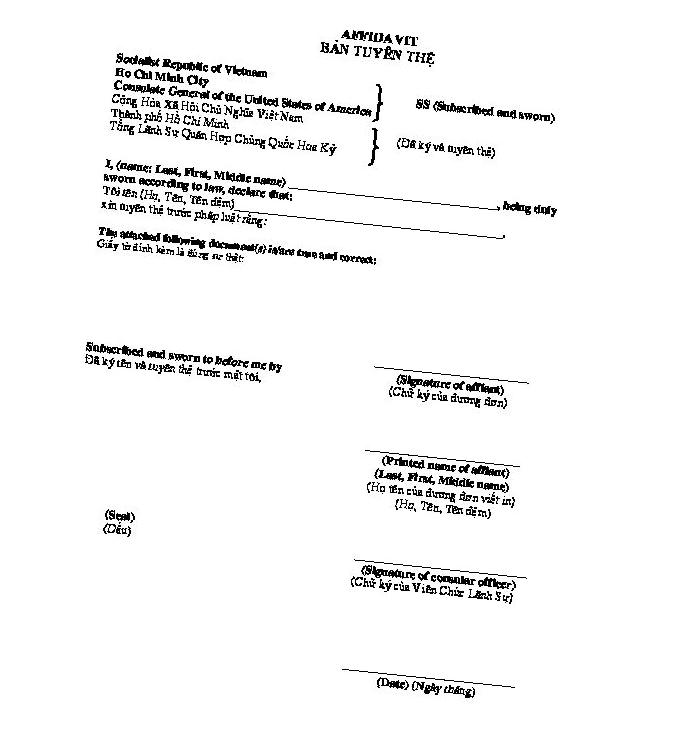 AFFIDAVIT
BẢN TUYÊN THỆ
Socialist Republic of Vietnam
Ho Chi Minh City
Consulate General of the United States of America
SS (Subscribed and sworn)
Cộng Hòa Xã Hội Chủ Nghĩa Việt Nam
Thành phố Hồ Chí Minh
Tổng Lãnh Sự Quán Hợp Chủng Quốc Hoa Kỳ
(Đã ký và tuyên thệ)
I, (name: Last, First, Middle name) ________________, being duly
sworn according to law, declare that:
Tôi tên (Họ, Tên, Tên đệm)________________,
xin tuyên thệ trước pháp luật rằng:
The attached following document(s) is/are true and correct:
Giấy tờ đính kèm là đúng sự thật:
Subscribed and sworn to before me by
Đã ký tên và tuyên thệ trước mặt tôi,
(Signature of affiant)
(Chữ ký của đương đơn)
(Printed name of affiant)
(Last, First, Middle name)
(Họ tên của đương đơn viết in)
(Họ, Tên, Tên đệm)
(Seal)
(Dấu)
(Signature of consular officer)
(Chữ ký của Viên Chức Lãnh Sự)
(Date) (Ngày tháng)